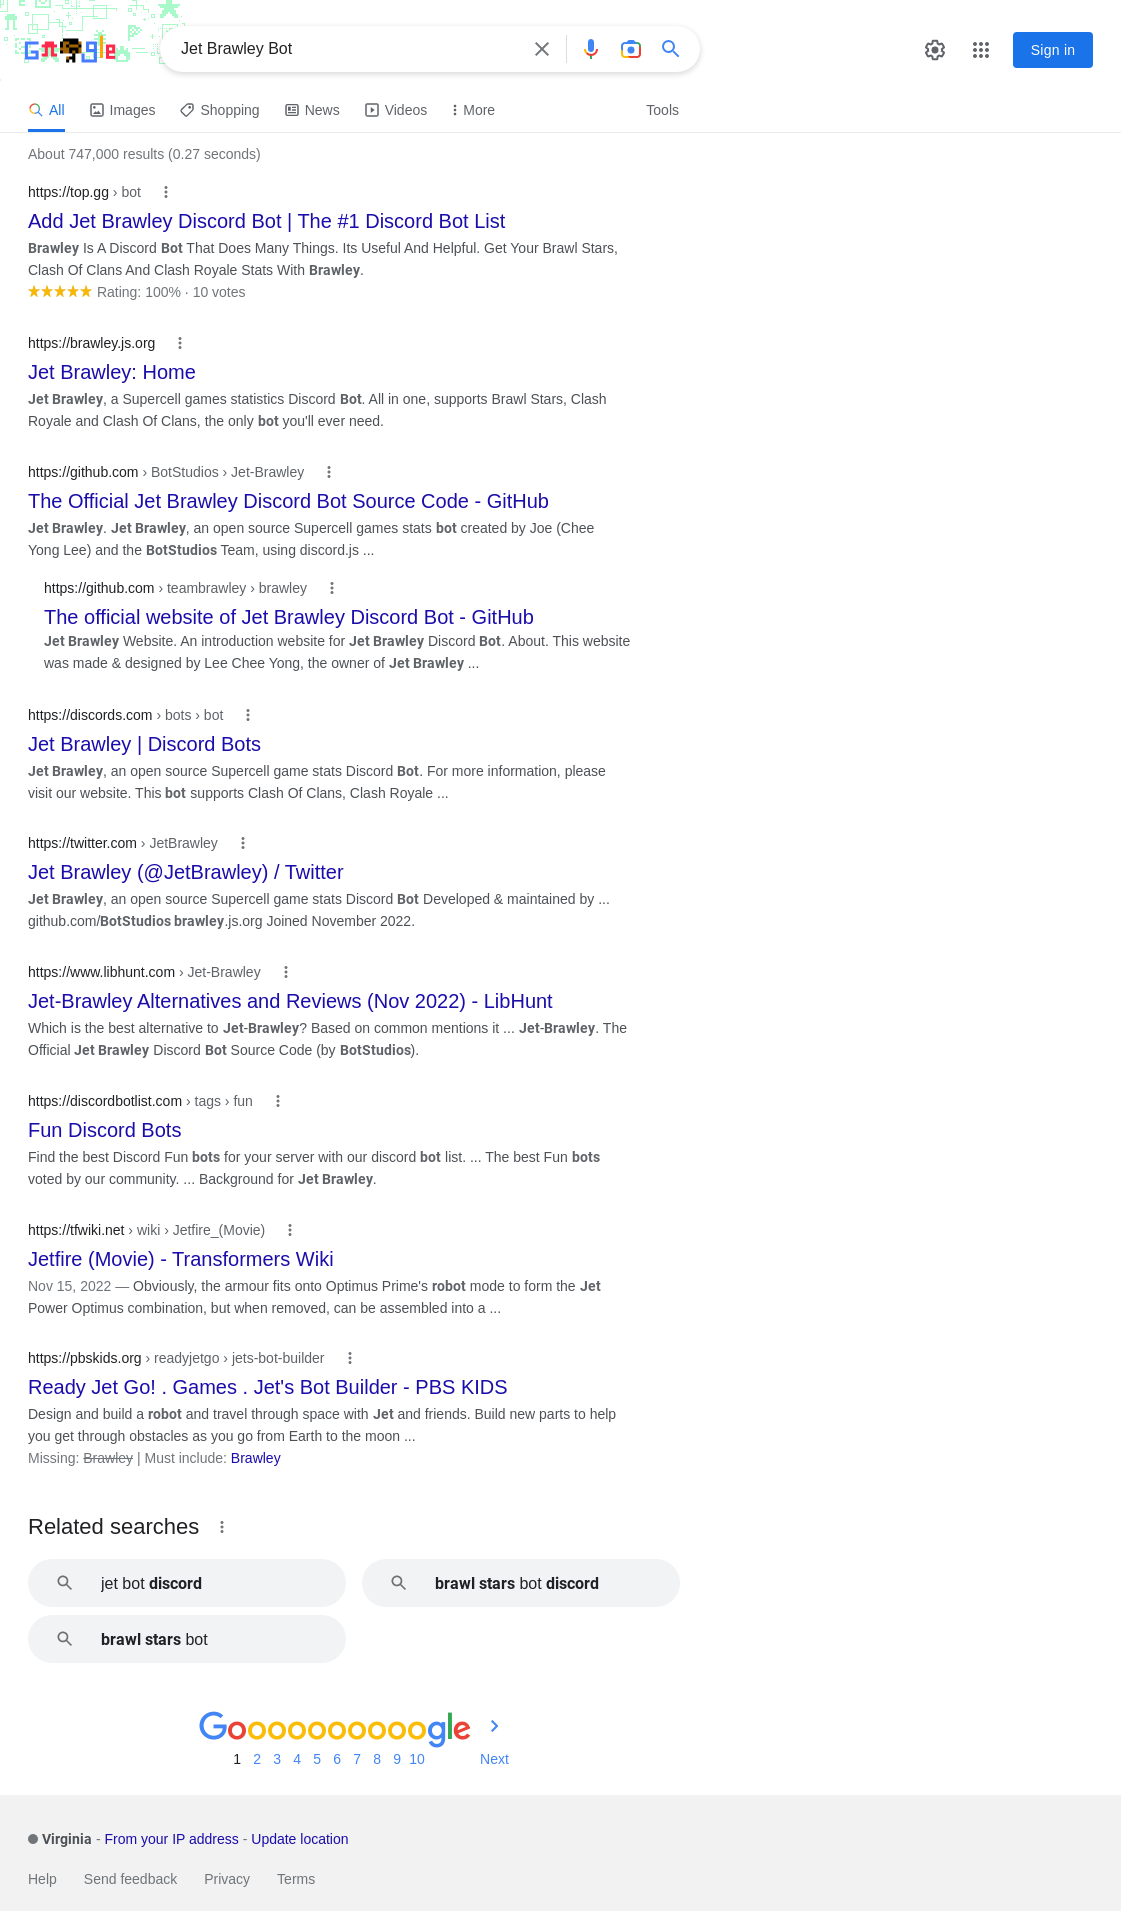 Google
Jet Brawley Bot
Sign in
All Images Shopping News Videos More Tools
About 747,000 results (0.27 seconds)
https://top.gg › bot
Add Jet Brawley Discord Bot | The #1 Discord Bot List
Brawley Is A Discord Bot That Does Many Things. Its Useful And Helpful. Get Your Brawl Stars,
Clash Of Clans And Clash Royale Stats With Brawley.
Rating: 100% · 10 votes
https://brawley.js.org
Jet Brawley: Home
Jet Brawley, a Supercell games statistics Discord Bot. All in one, supports Brawl Stars, Clash
Royale and Clash Of Clans, the only bot you'll ever need.
https://github.com › BotStudios › Jet-Brawley
The Official Jet Brawley Discord Bot Source Code - GitHub
Jet Brawley. Jet Brawley, an open source Supercell games stats bot created by Joe (Chee
Yong Lee) and the BotStudios Team, using discord.js ...
https://github.com › teambrawley › brawley
The official website of Jet Brawley Discord Bot - GitHub
Jet Brawley Website. An introduction website for Jet Brawley Discord Bot. About. This website
was made & designed by Lee Chee Yong, the owner of Jet Brawley ...
https://discords.com › bots › bot
Jet Brawley | Discord Bots
Jet Brawley, an open source Supercell game stats Discord Bot. For more information, please
visit our website. This bot supports Clash Of Clans, Clash Royale ...
https://twitter.com › JetBrawley
Jet Brawley (@JetBrawley) / Twitter
Jet Brawley, an open source Supercell game stats Discord Bot Developed & maintained by ...
github.com/BotStudios brawley.js.org Joined November 2022.
https://www.libhunt.com › Jet-Brawley
Jet-Brawley Alternatives and Reviews (Nov 2022) - LibHunt
Which is the best alternative to Jet-Brawley? Based on common mentions it ... Jet-Brawley. The
Official Jet Brawley Discord Bot Source Code (by BotStudios).
https://discordbotlist.com › tags › fun
Fun Discord Bots
Find the best Discord Fun bots for your server with our discord bot list. ... The best Fun bots
voted by our community. ... Background for Jet Brawley.
https://tfwiki.net › wiki › Jetfire_(Movie)
Jetfire (Movie) - Transformers Wiki
Nov 15, 2022 — Obviously, the armour fits onto Optimus Prime's robot mode to form the Jet
Power Optimus combination, but when removed, can be assembled into a ...
https://pbskids.org › readyjetgo › jets-bot-builder
Ready Jet Go! . Games . Jet's Bot Builder - PBS KIDS
Design and build a robot and travel through space with Jet and friends. Build new parts to help
you get through obstacles as you go from Earth to the moon ...
Missing: Brawley | Must include: Brawley
Related searches
jet bot discord
brawl stars bot discord
brawl stars bot
Goooooooooogle
1 2 3 4 5 6 7 8 9 10 Next
Virginia - From your IP address - Update location
Help Send feedback Privacy Terms